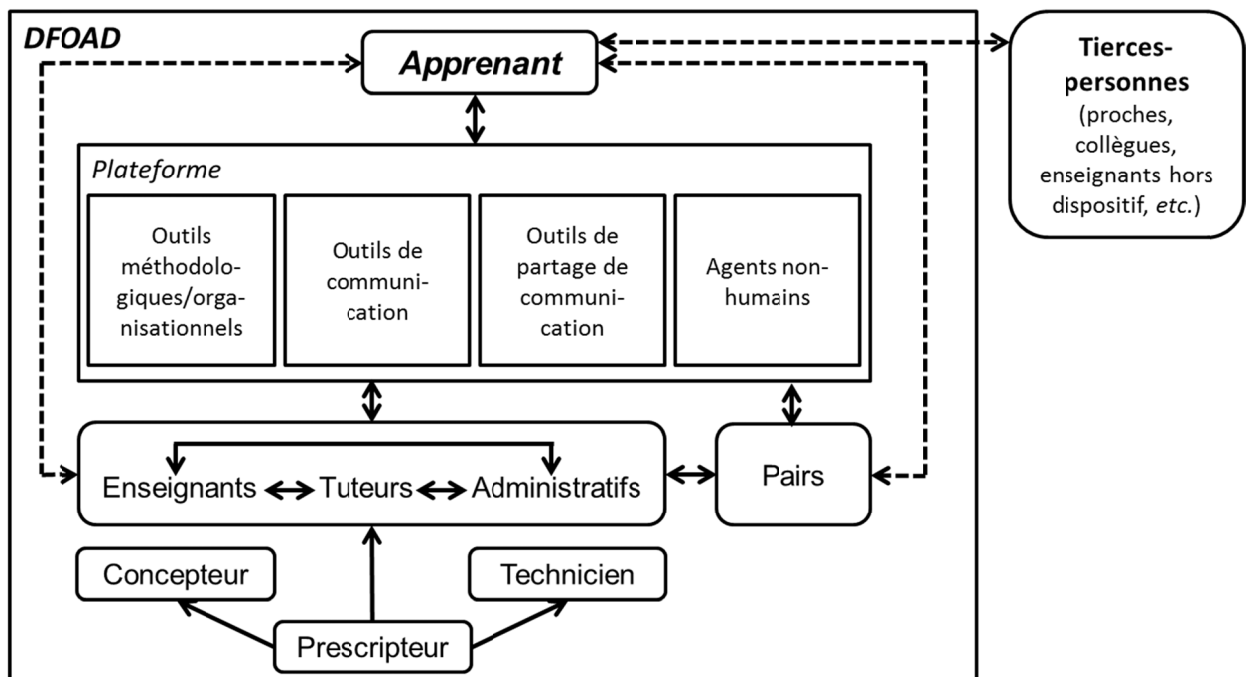 DFOAD
Apprenant
Tierces-
personnes
(proches,
collègues,
enseignants hors
dispositif, etc.)
Plateforme
Outils
méthodolo-
giques/orga-
nisationnels
Outils de
communi-
cation
Outils de
partage de
communi-
cation
Agents non-
humains
Enseignants
Tuteurs
Administratifs
Pairs
Concepteur
Technicien
Prescripteur